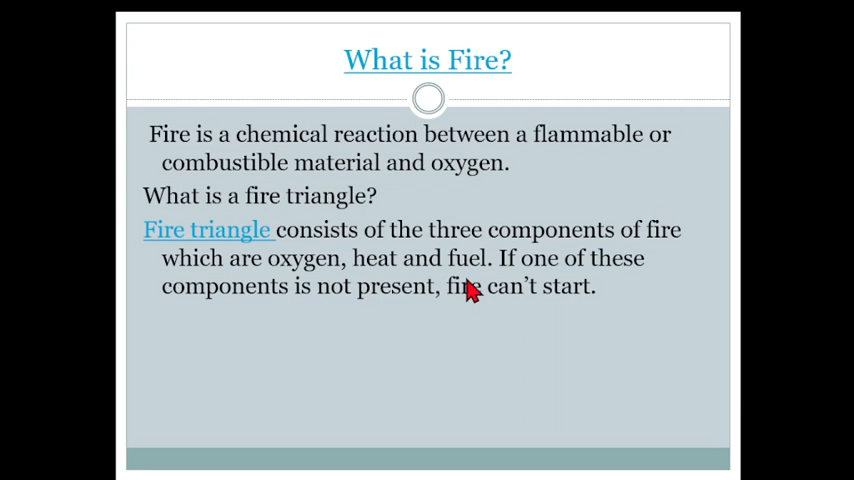 What is Fire?
Fire is a chemical reaction between a flammable or
combustible material and oxygen.
What is a fire triangle?
Fire triangle consists of the three components of fire
which are oxygen, heat and fuel. If one of these
components is not present, fire can’t start.